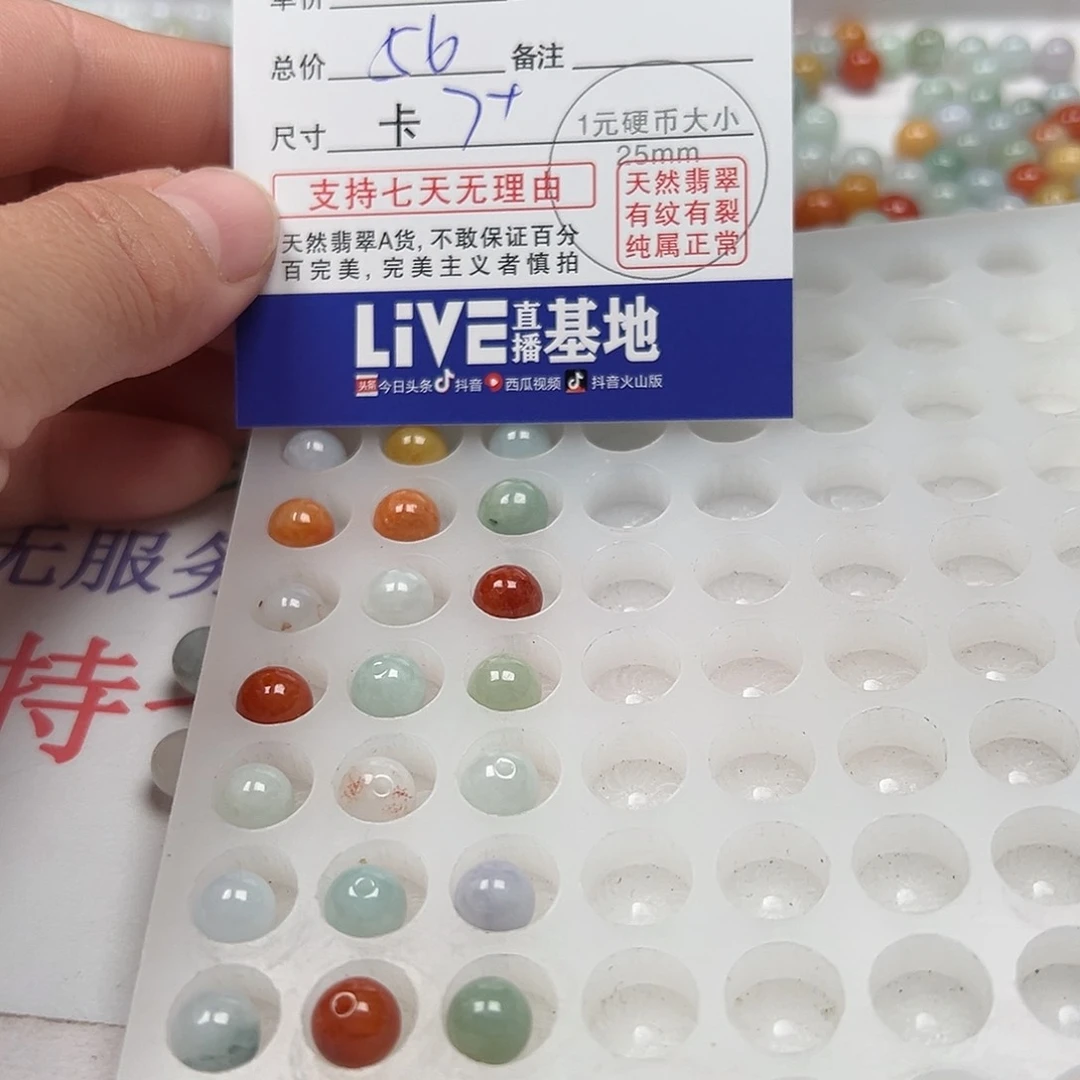 单价
总价 56 备注
尺寸 卡 7+
1元硬币大小
25mm
支持七天无理由
天然翡翠
有纹有裂
纯属正常
天然翡翠A货,不敢保证百分
百完美,完美主义者慎拍
LiVE直播基地
头条 今日头条 抖音 西瓜视频 抖音火山版
无服务
持